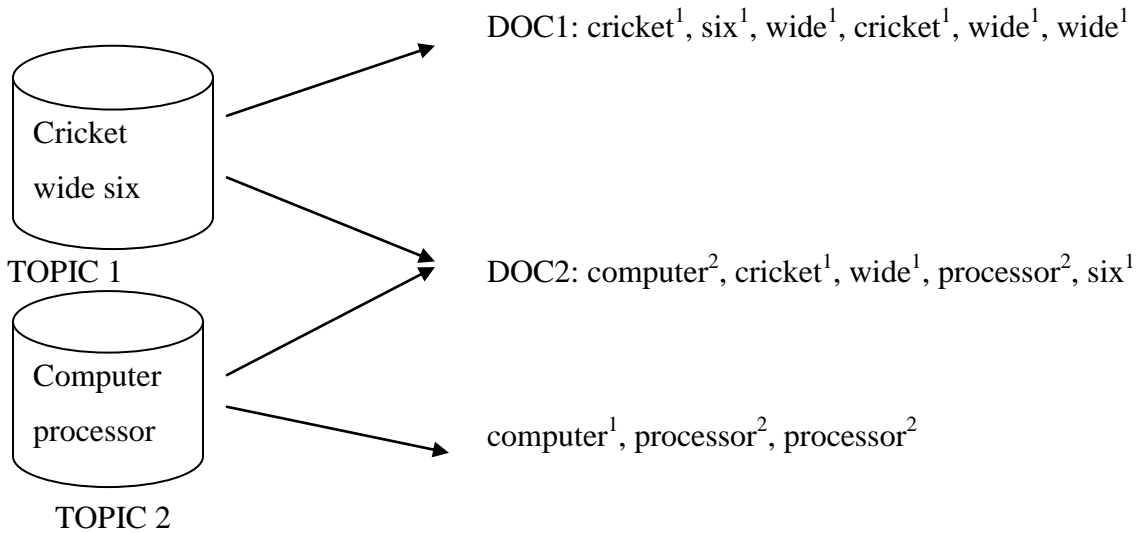 DOC1: cricket¹, six¹, wide¹, cricket¹, wide¹, wide¹
Cricket
wide six
TOPIC 1
DOC2: computer², cricket¹, wide¹, processor², six¹
Computer
processor
computer¹, processor², processor²
TOPIC 2